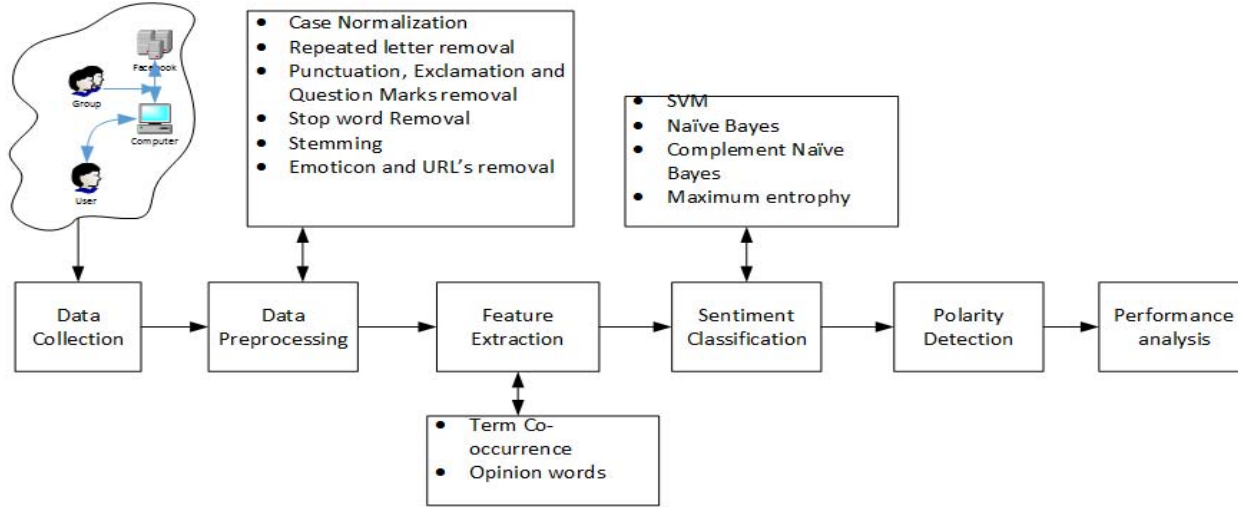 Facebook
Group
Computer
User
• Case Normalization
• Repeated letter removal
• Punctuation, Exclamation and
Question Marks removal
• Stop word Removal
• Stemming
• Emoticon and URL's removal
• SVM
• Naïve Bayes
• Complement Naïve
Bayes
• Maximum entropy
Data
Collection
Data
Preprocessing
Feature
Extraction
Sentiment
Classification
Polarity
Detection
Performance
analysis
• Term Co-
occurrence
• Opinion words